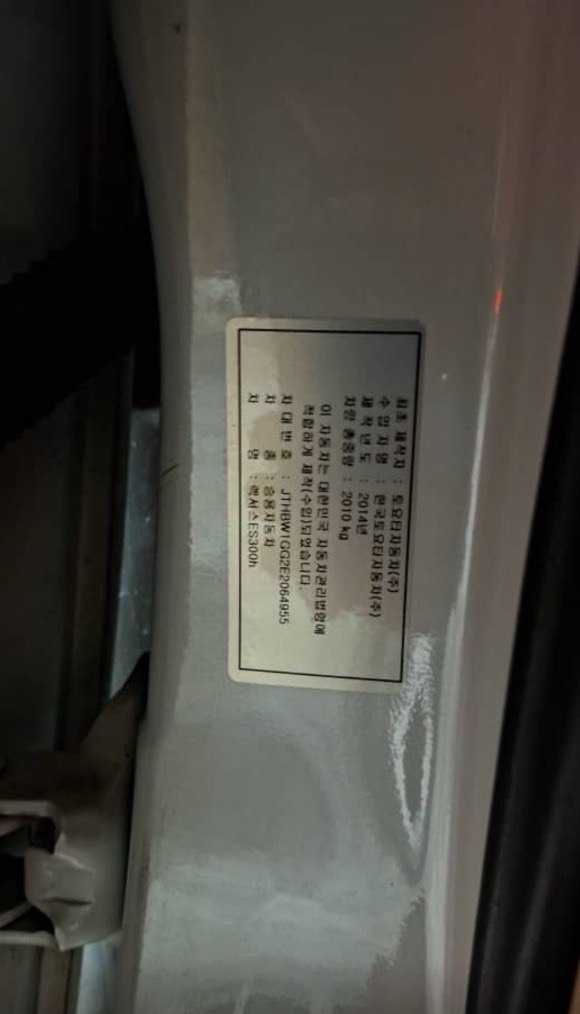 최초 제작자 : 토요타자동차(주)
수 입 자 명 : 한국토요타자동차(주)
제 작 년 도 : 2014년
차량 총중량 : 2010 kg
이 자동차는 대한민국 자동차관리법령에
적합하게 제작(수입)되었습니다.
차 대 번 호 : JTHBW1GG2E2064955
차 종 : 승용자동차
차 명 : 렉서스ES300h